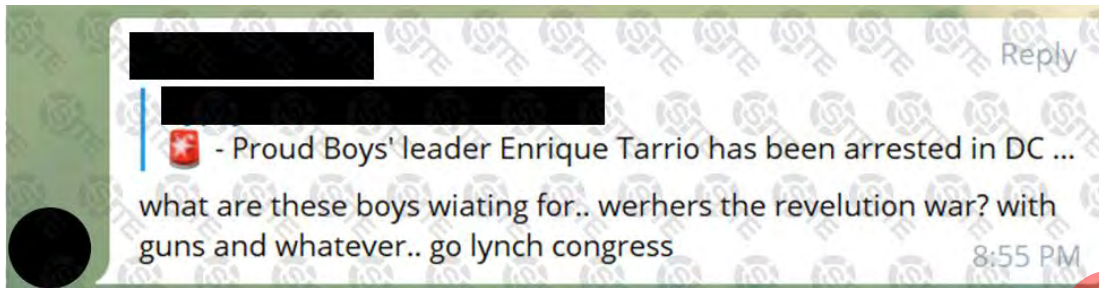 Reply
🚨 - Proud Boys' leader Enrique Tarrio has been arrested in DC ...
what are these boys wiating for.. werhers the revelution war? with
guns and whatever.. go lynch congress
8:55 PM
SITE